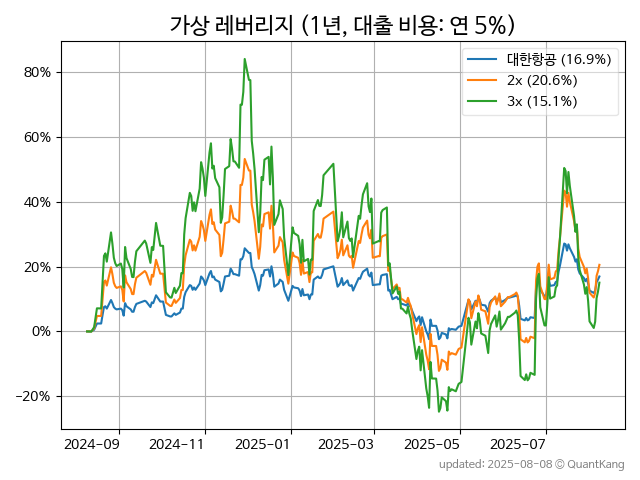 가상 레버리지 (1년, 대출 비용: 연 5%)
대한항공 (16.9%)
2x (20.6%)
3x (15.1%)
80%
60%
40%
20%
0%
−20%
2024-09
2024-11
2025-01
2025-03
2025-05
2025-07
updated: 2025-08-08 © QuantKang